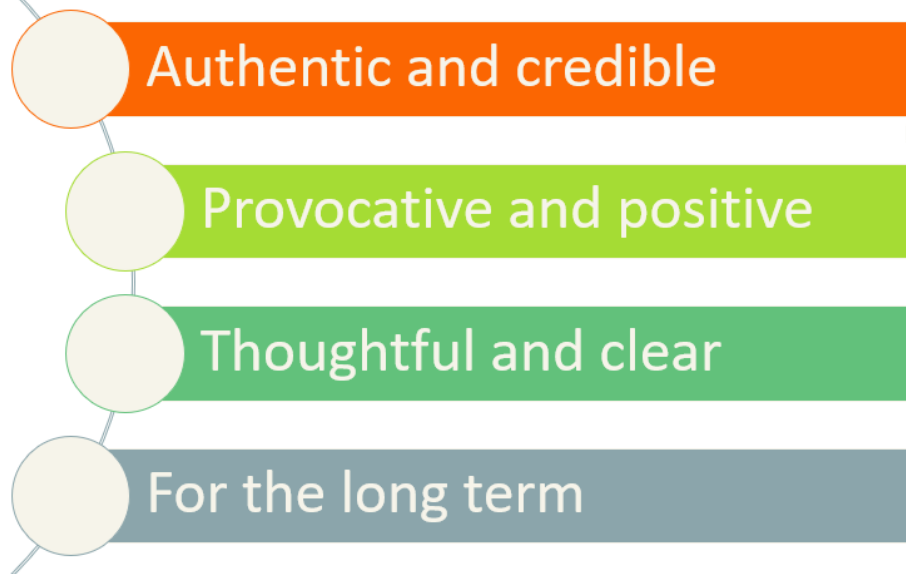 Authentic and credible
Provocative and positive
Thoughtful and clear
For the long term